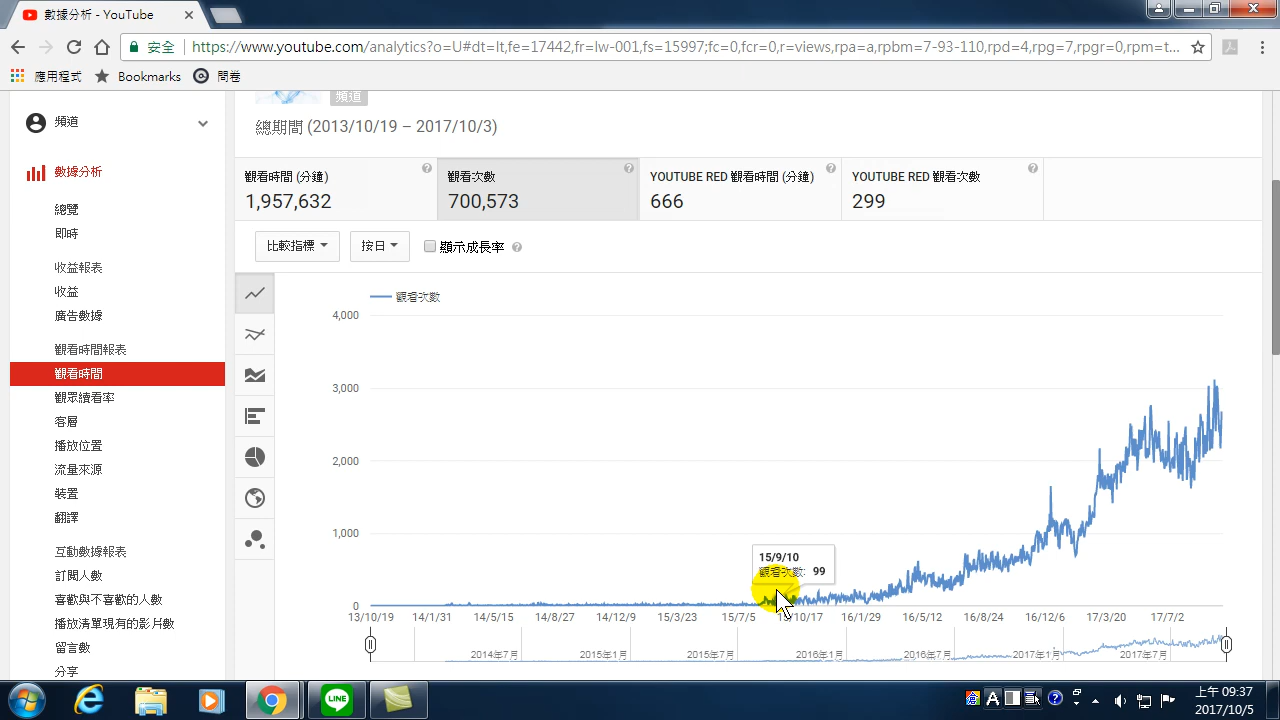 數據分析 - YouTube
安全
https://www.youtube.com/analytics?o=U#dt=lt,fe=17442,fr=lw-001,fs=15997;fc=0,fcr=0,r=views,rpa=a,rpbm=7-93-110,rpd=4,rpg=7,rpgr=0,rpm=t...
應用程式 Bookmarks 問卷
頻道
數據分析
總覽
即時
收益報表
收益
廣告數據
觀看時間報表
觀看時間
觀眾續看率
客層
播放位置
流量來源
裝置
翻譯
互動數據報表
訂閱人數
喜歡與不喜歡的人數
播放清單現有的影片數
留言數
分享
頻道
總期間 (2013/10/19 – 2017/10/3)
觀看時間 (分鐘)
1,957,632
觀看次數
700,573
YOUTUBE RED 觀看時間 (分鐘)
666
YOUTUBE RED 觀看次數
299
比較指標 按日 顯示成長率
觀看次數
4,000
3,000
2,000
1,000
0
15/9/10
觀看次數: 99
13/10/19 14/1/31 14/5/15 14/8/27 14/12/9 15/3/23 15/7/5 15/10/17 16/1/29 16/5/12 16/8/24 16/12/6 17/3/20 17/7/2
2014年7月 2015年1月 2015年7月 2016年1月 2016年7月 2017年1月 2017年7月
LINE
A
上午 09:37
2017/10/5